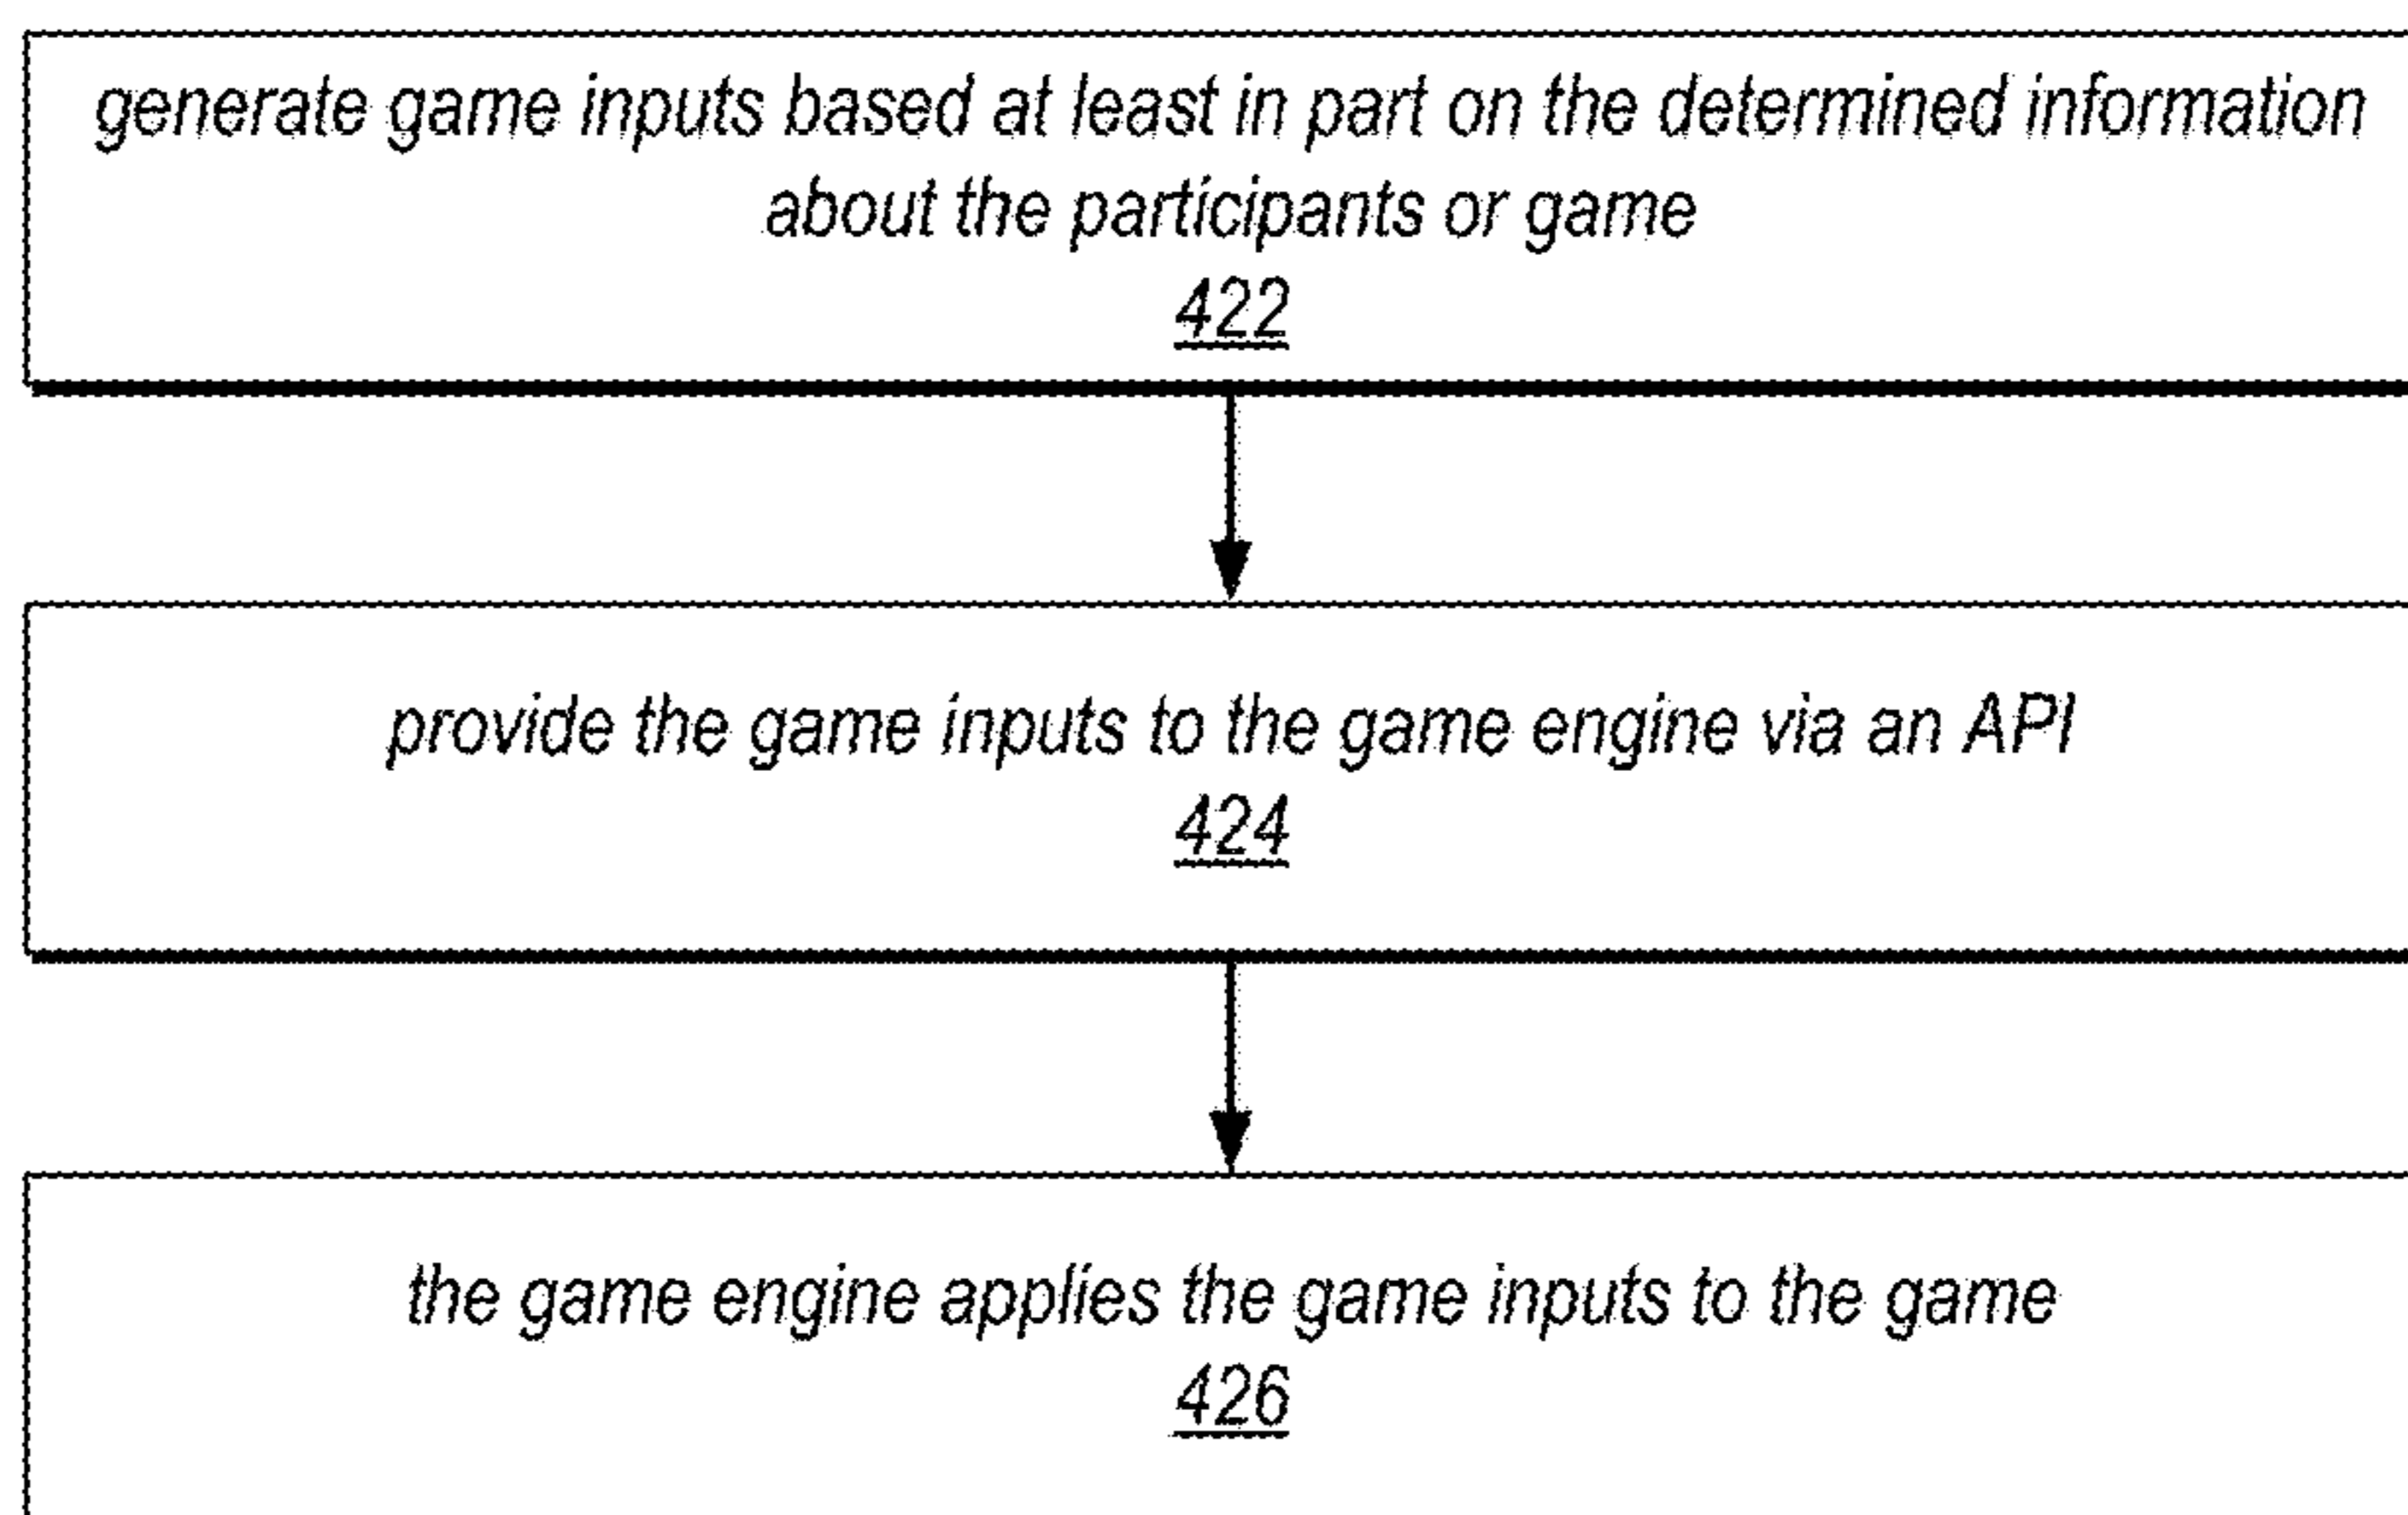 generate game inputs based at least in part on the determined information
about the participants or game
422
provide the game inputs to the game engine via an API
424
the game engine applies the game inputs to the game
426